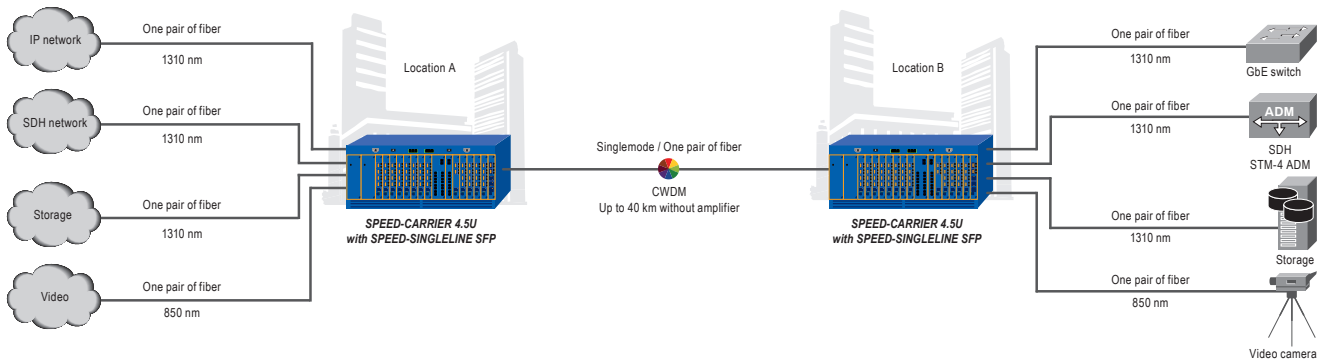 IP network
One pair of fiber
1310 nm
SDH network
One pair of fiber
1310 nm
Storage
One pair of fiber
1310 nm
Video
One pair of fiber
850 nm
Location A
SPEED-CARRIER 4.5U
with SPEED-SINGLELINE SFP
Singlemode / One pair of fiber
CWDM
Up to 40 km without amplifier
Location B
SPEED-CARRIER 4.5U
with SPEED-SINGLELINE SFP
One pair of fiber
1310 nm
GbE switch
One pair of fiber
1310 nm
ADM
SDH
STM-4 ADM
One pair of fiber
1310 nm
Storage
One pair of fiber
850 nm
Video camera